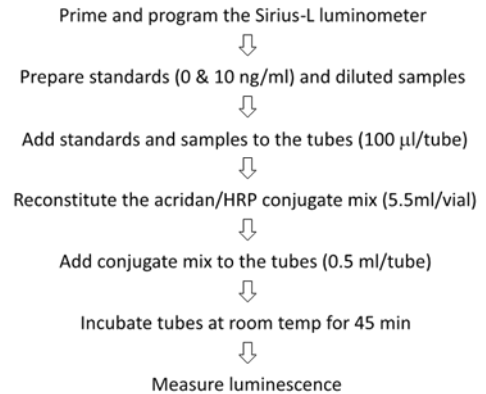 Prime and program the Sirius-L luminometer
Prepare standards (0 & 10 ng/ml) and diluted samples
Add standards and samples to the tubes (100 μl/tube)
Reconstitute the acridan/HRP conjugate mix (5.5ml/vial)
Add conjugate mix to the tubes (0.5 ml/tube)
Incubate tubes at room temp for 45 min
Measure luminescence